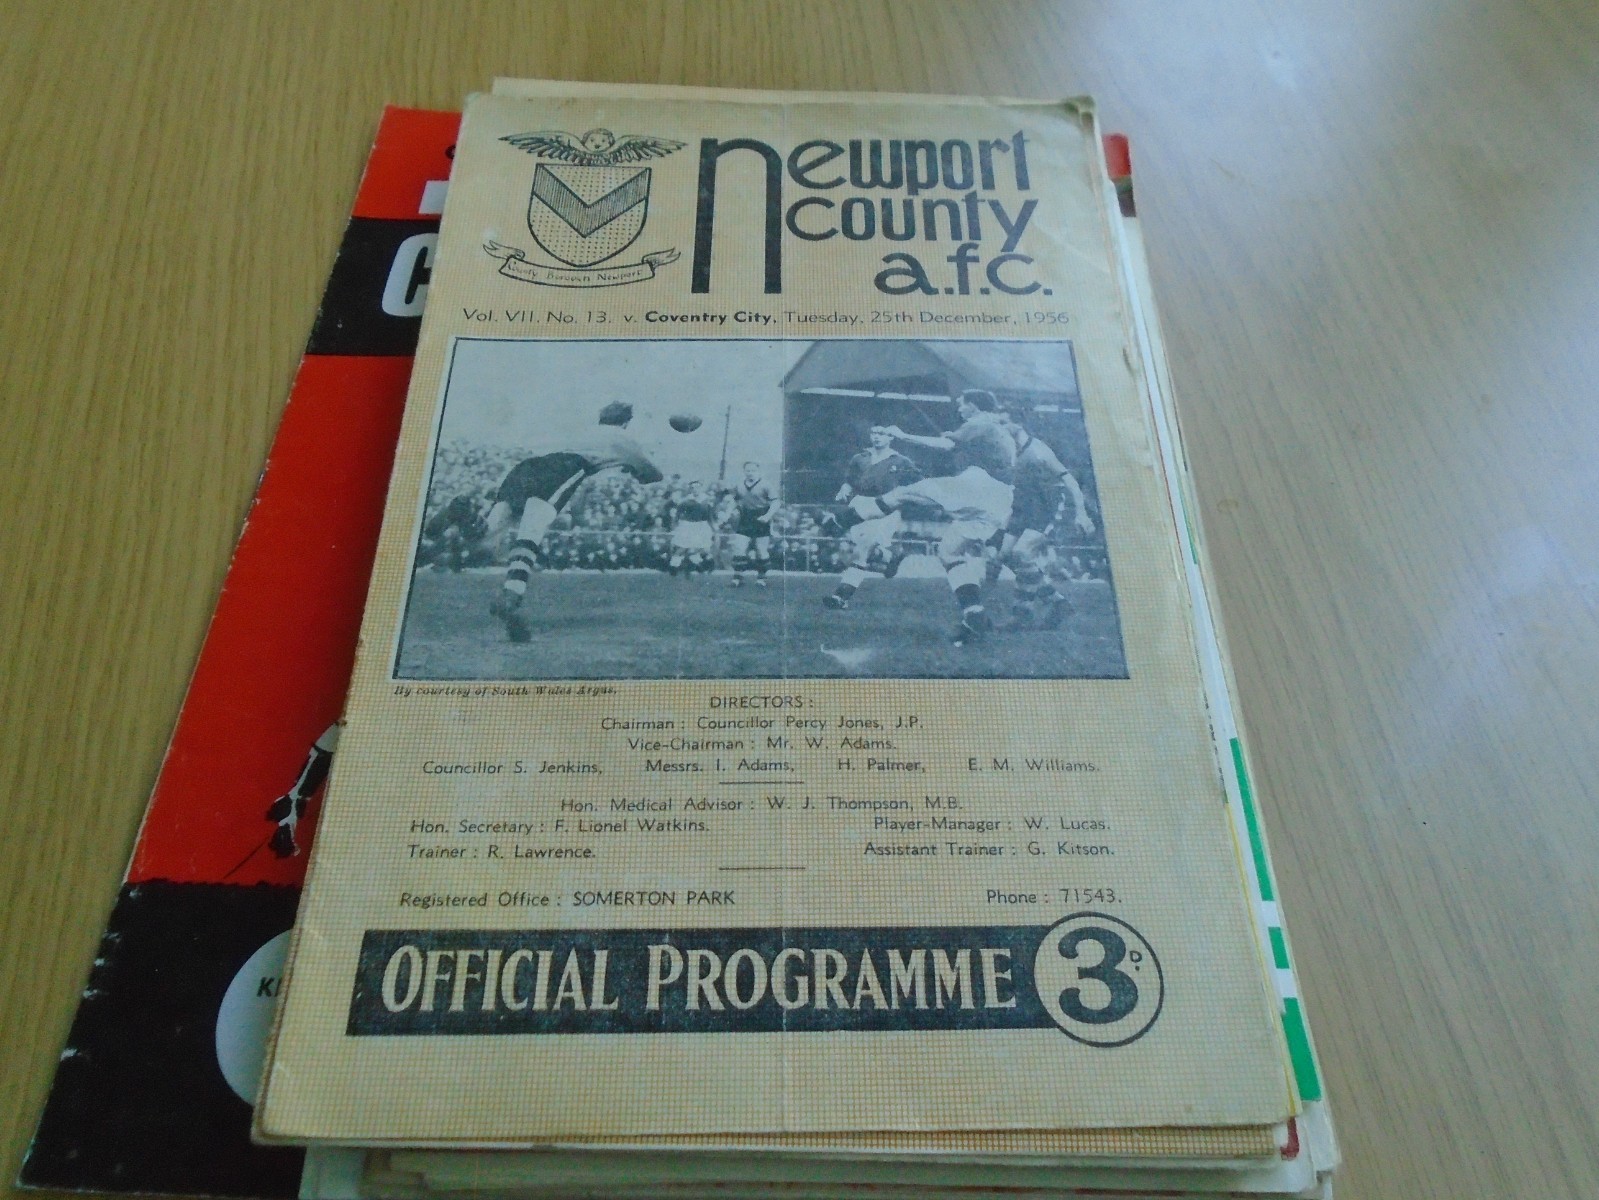 newport
county
a.f.c.
County Borough Newport
Vol. VII. No. 13. v. Coventry City, Tuesday, 25th December, 1956
By courtesy of South Wales Argus.
DIRECTORS :
Chairman : Councillor Percy Jones, J.P.
Vice-Chairman : Mr. W. Adams.
Councillor S. Jenkins, Messrs. I. Adams, H. Palmer, E. M. Williams.
Hon. Medical Advisor : W. J. Thompson, M.B.
Hon. Secretary : F. Lionel Watkins. Player-Manager : W. Lucas.
Trainer : R. Lawrence. Assistant Trainer : G. Kitson.
Registered Office : SOMERTON PARK Phone : 71543.
OFFICIAL PROGRAMME 3D.